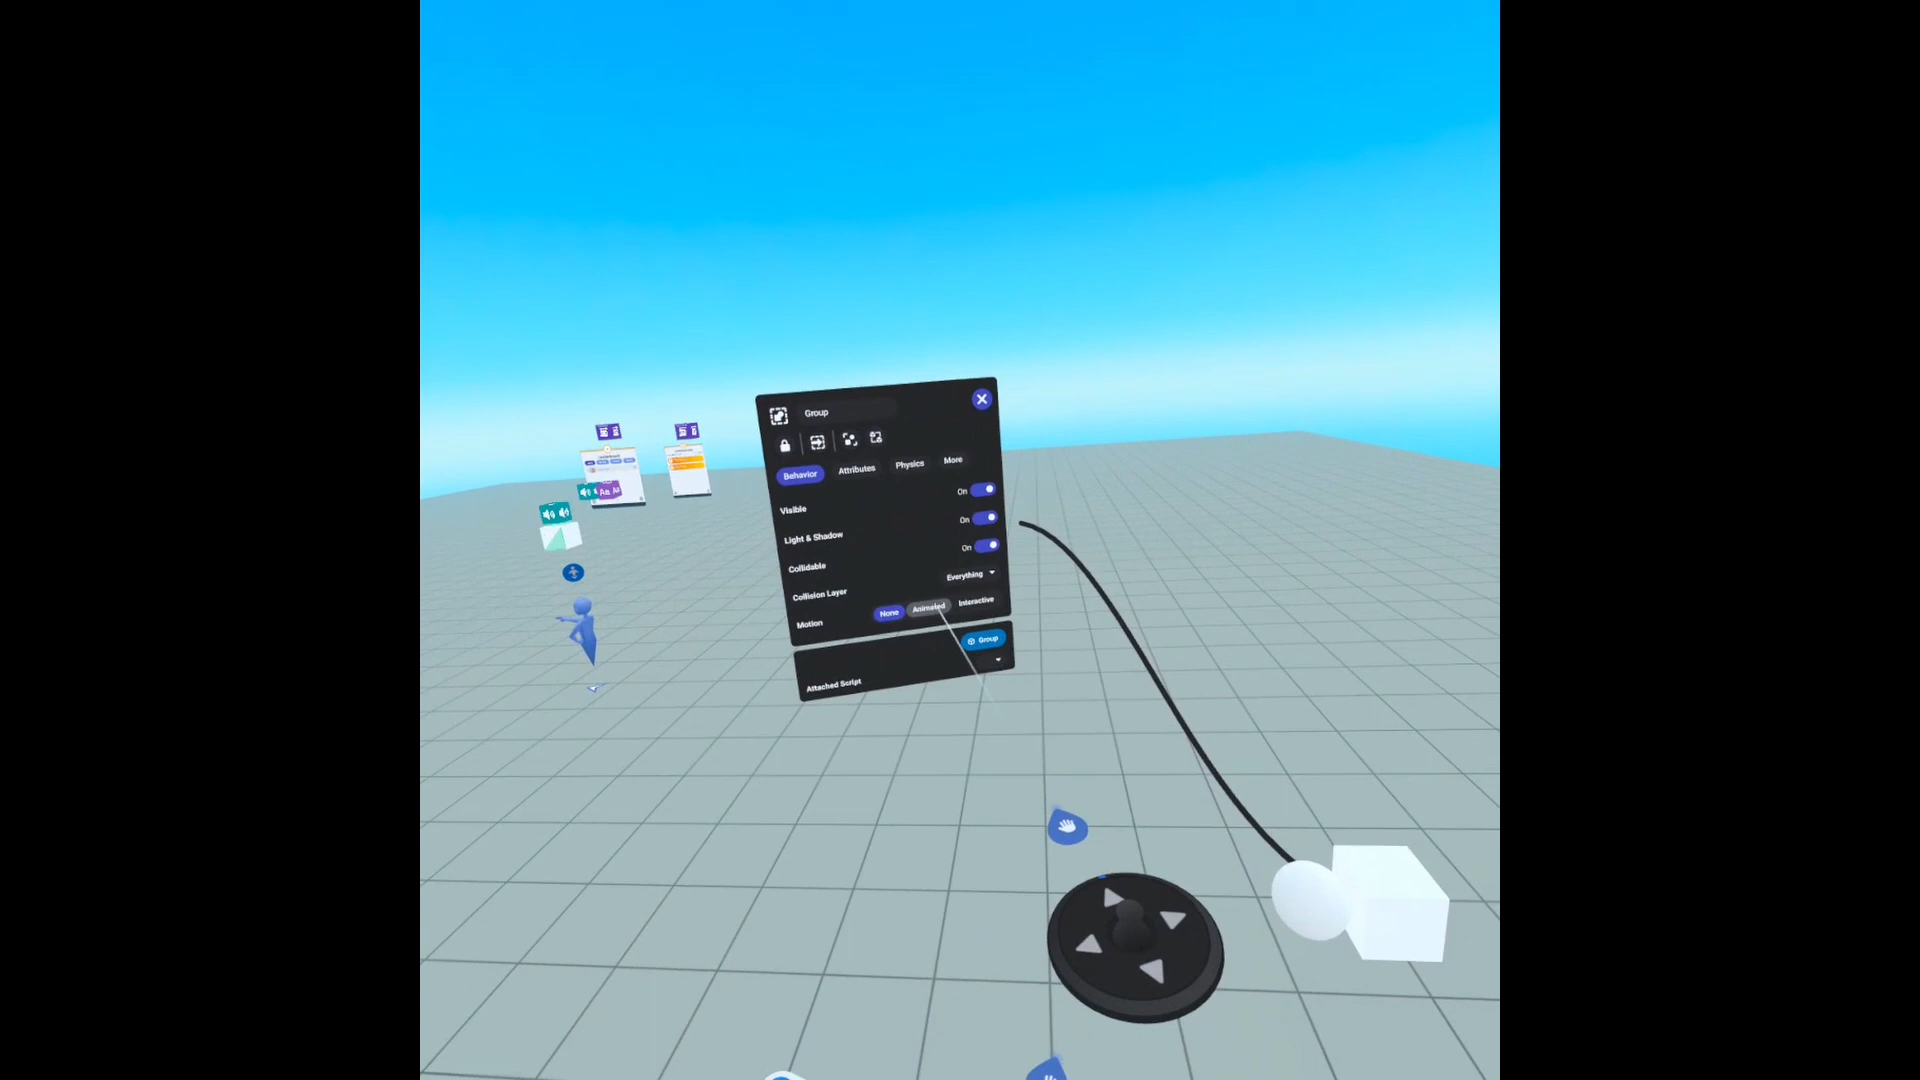 Group
Behavior Attributes Physics More
Visible On
Light & Shadow On
Collidable On
Collision Layer Everything
Motion None Animated Interactive
Group
Attached Script
Aa